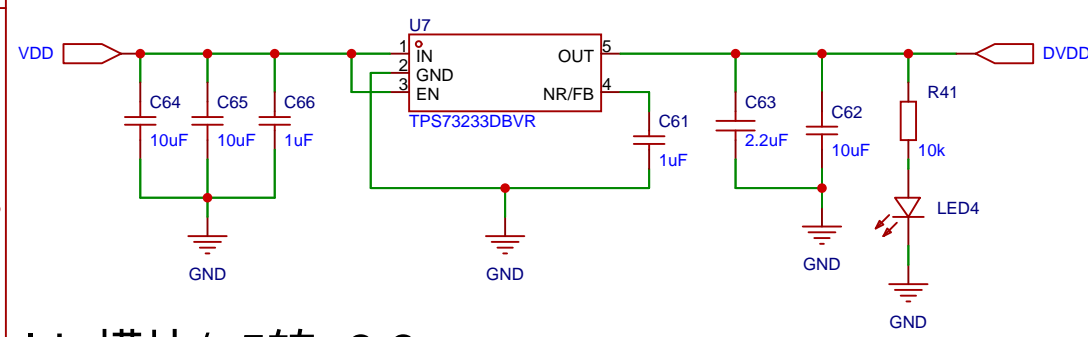 U7
VDD
1
IN
OUT
5
DVDD
2
GND
3
EN
NR/FB
4
TPS73233DBVR
C64
10uF
C65
10uF
C66
1uF
C61
1uF
C63
2.2uF
C62
10uF
R41
10k
LED4
GND
GND
GND
GND